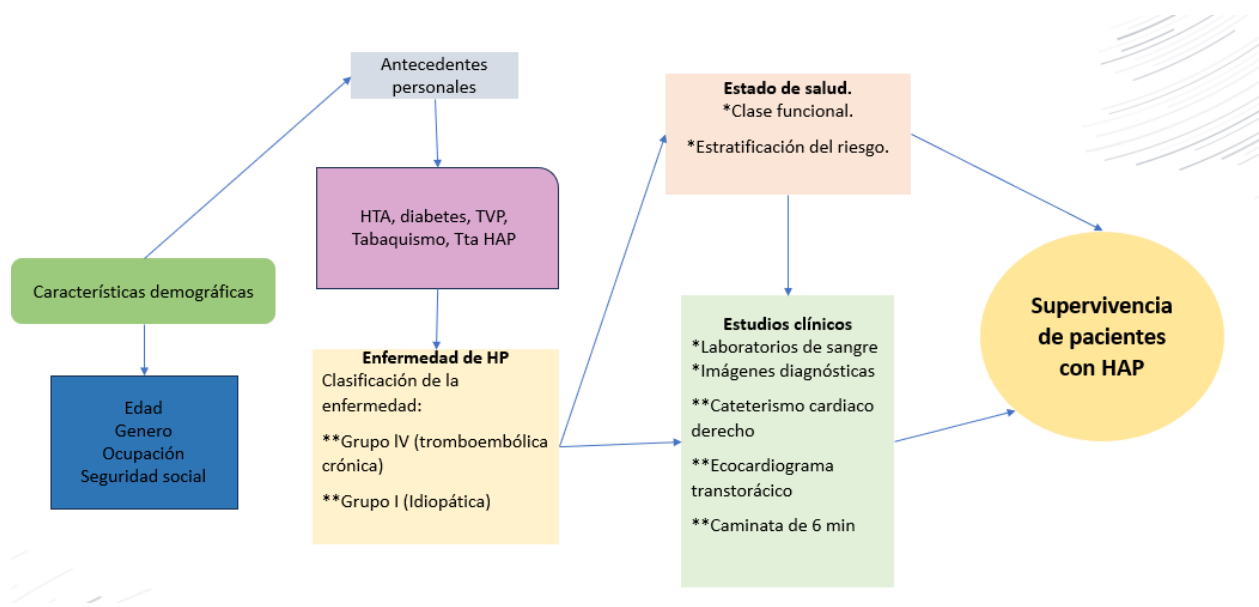 Antecedentes
personales
HTA, diabetes, TVP,
Tabaquismo, Tta HAP
Características demográficas
Edad
Genero
Ocupación
Seguridad social
Enfermedad de HP
Clasificación de la
enfermedad:
**Grupo lV (tromboembólica
crónica)
**Grupo I (Idiopática)
Estado de salud.
*Clase funcional.
*Estratificación del riesgo.
Estudios clínicos
*Laboratorios de sangre
*Imágenes diagnósticas
**Cateterismo cardiaco
derecho
**Ecocardiograma
transtorácico
**Caminata de 6 min
Supervivencia
de pacientes
con HAP